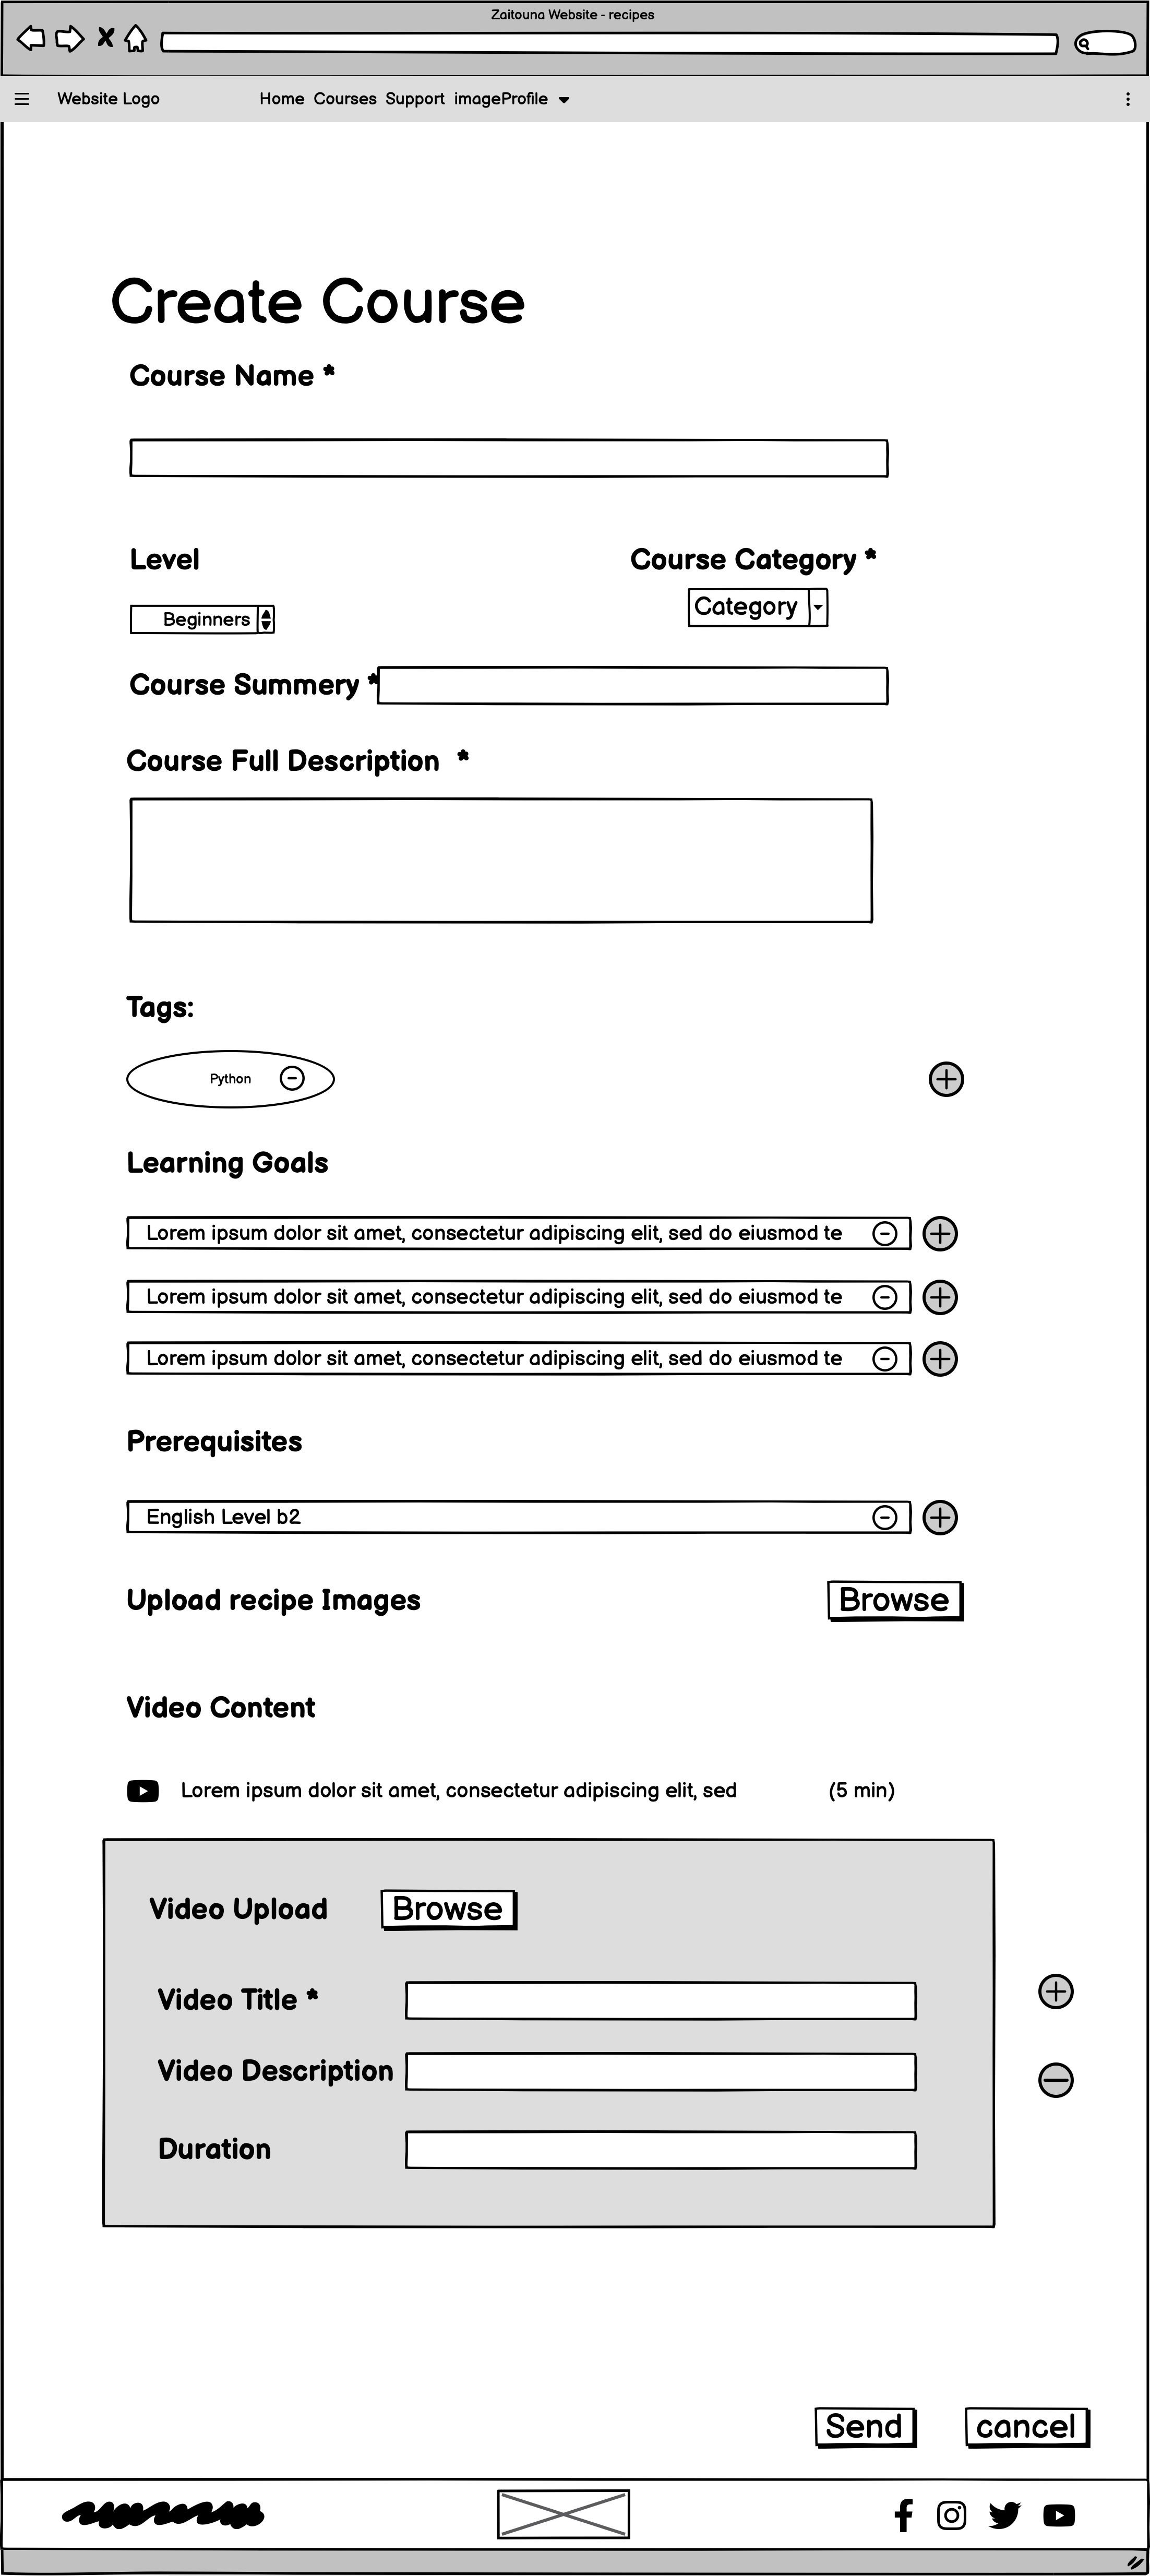 Zaitouna Website - recipes
Website Logo Home Courses Support imageProfile
Create Course
Course Name *
Level Course Category *
Beginners Category
Course Summery *
Course Full Description *
Tags:
Python
Learning Goals
Lorem ipsum dolor sit amet, consectetur adipiscing elit, sed do eiusmod te
Lorem ipsum dolor sit amet, consectetur adipiscing elit, sed do eiusmod te
Lorem ipsum dolor sit amet, consectetur adipiscing elit, sed do eiusmod te
Prerequisites
English Level b2
Upload recipe Images Browse
Video Content
Lorem ipsum dolor sit amet, consectetur adipiscing elit, sed (5 min)
Video Upload Browse
Video Title *
Video Description
Duration
Send cancel